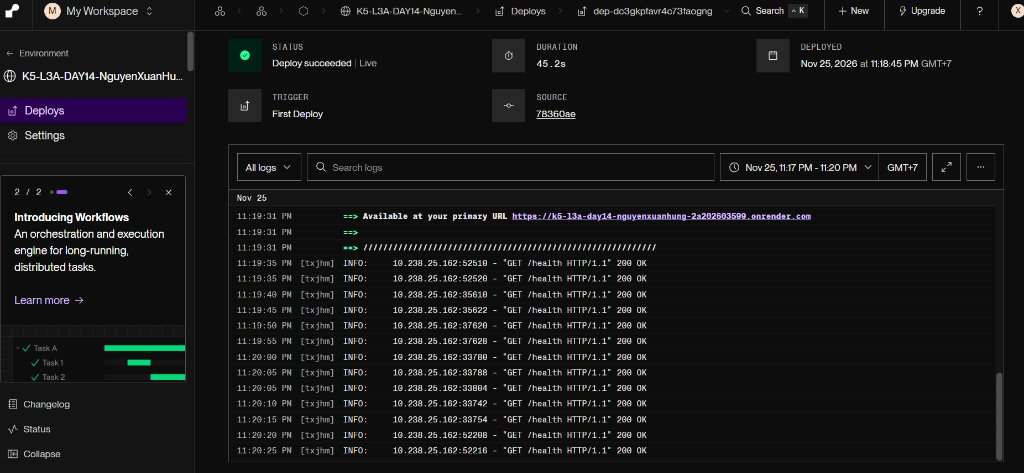 M My Workspace
K5-L3A-DAY14-Nguyen... Deploys dep-dc3gkpfavr4c73faogng
Search ^ K
+ New
Upgrade
?
X
← Environment
K5-L3A-DAY14-NguyenXuanHu...
Deploys
Settings
2 / 2
Introducing Workflows
An orchestration and execution
engine for long-running,
distributed tasks.
Learn more →
Task A
Task 1
Task 2
Changelog
Status
Collapse
STATUS
Deploy succeeded | Live
DURATION
45.2s
DEPLOYED
Nov 25, 2026 at 11:18:45 PM GMT+7
TRIGGER
First Deploy
SOURCE
78360ae
All logs
Search logs
Nov 25, 11:17 PM - 11:20 PM
GMT+7
...
Nov 25
11:19:31 PM ==> Available at your primary URL https://k5-l3a-day14-nguyenxuanhung-2a202603599.onrender.com
11:19:31 PM ==>
11:19:31 PM ==> ///////////////////////////////////////////////////////////
11:19:35 PM [txjhm] INFO: 10.238.25.162:52510 - "GET /health HTTP/1.1" 200 OK
11:19:35 PM [txjhm] INFO: 10.238.25.162:52520 - "GET /health HTTP/1.1" 200 OK
11:19:40 PM [txjhm] INFO: 10.238.25.162:35610 - "GET /health HTTP/1.1" 200 OK
11:19:45 PM [txjhm] INFO: 10.238.25.162:35622 - "GET /health HTTP/1.1" 200 OK
11:19:50 PM [txjhm] INFO: 10.238.25.162:37620 - "GET /health HTTP/1.1" 200 OK
11:19:55 PM [txjhm] INFO: 10.238.25.162:37628 - "GET /health HTTP/1.1" 200 OK
11:20:00 PM [txjhm] INFO: 10.238.25.162:33780 - "GET /health HTTP/1.1" 200 OK
11:20:05 PM [txjhm] INFO: 10.238.25.162:33788 - "GET /health HTTP/1.1" 200 OK
11:20:05 PM [txjhm] INFO: 10.238.25.162:33804 - "GET /health HTTP/1.1" 200 OK
11:20:10 PM [txjhm] INFO: 10.238.25.162:33742 - "GET /health HTTP/1.1" 200 OK
11:20:15 PM [txjhm] INFO: 10.238.25.162:33754 - "GET /health HTTP/1.1" 200 OK
11:20:20 PM [txjhm] INFO: 10.238.25.162:52208 - "GET /health HTTP/1.1" 200 OK
11:20:25 PM [txjhm] INFO: 10.238.25.162:52216 - "GET /health HTTP/1.1" 200 OK